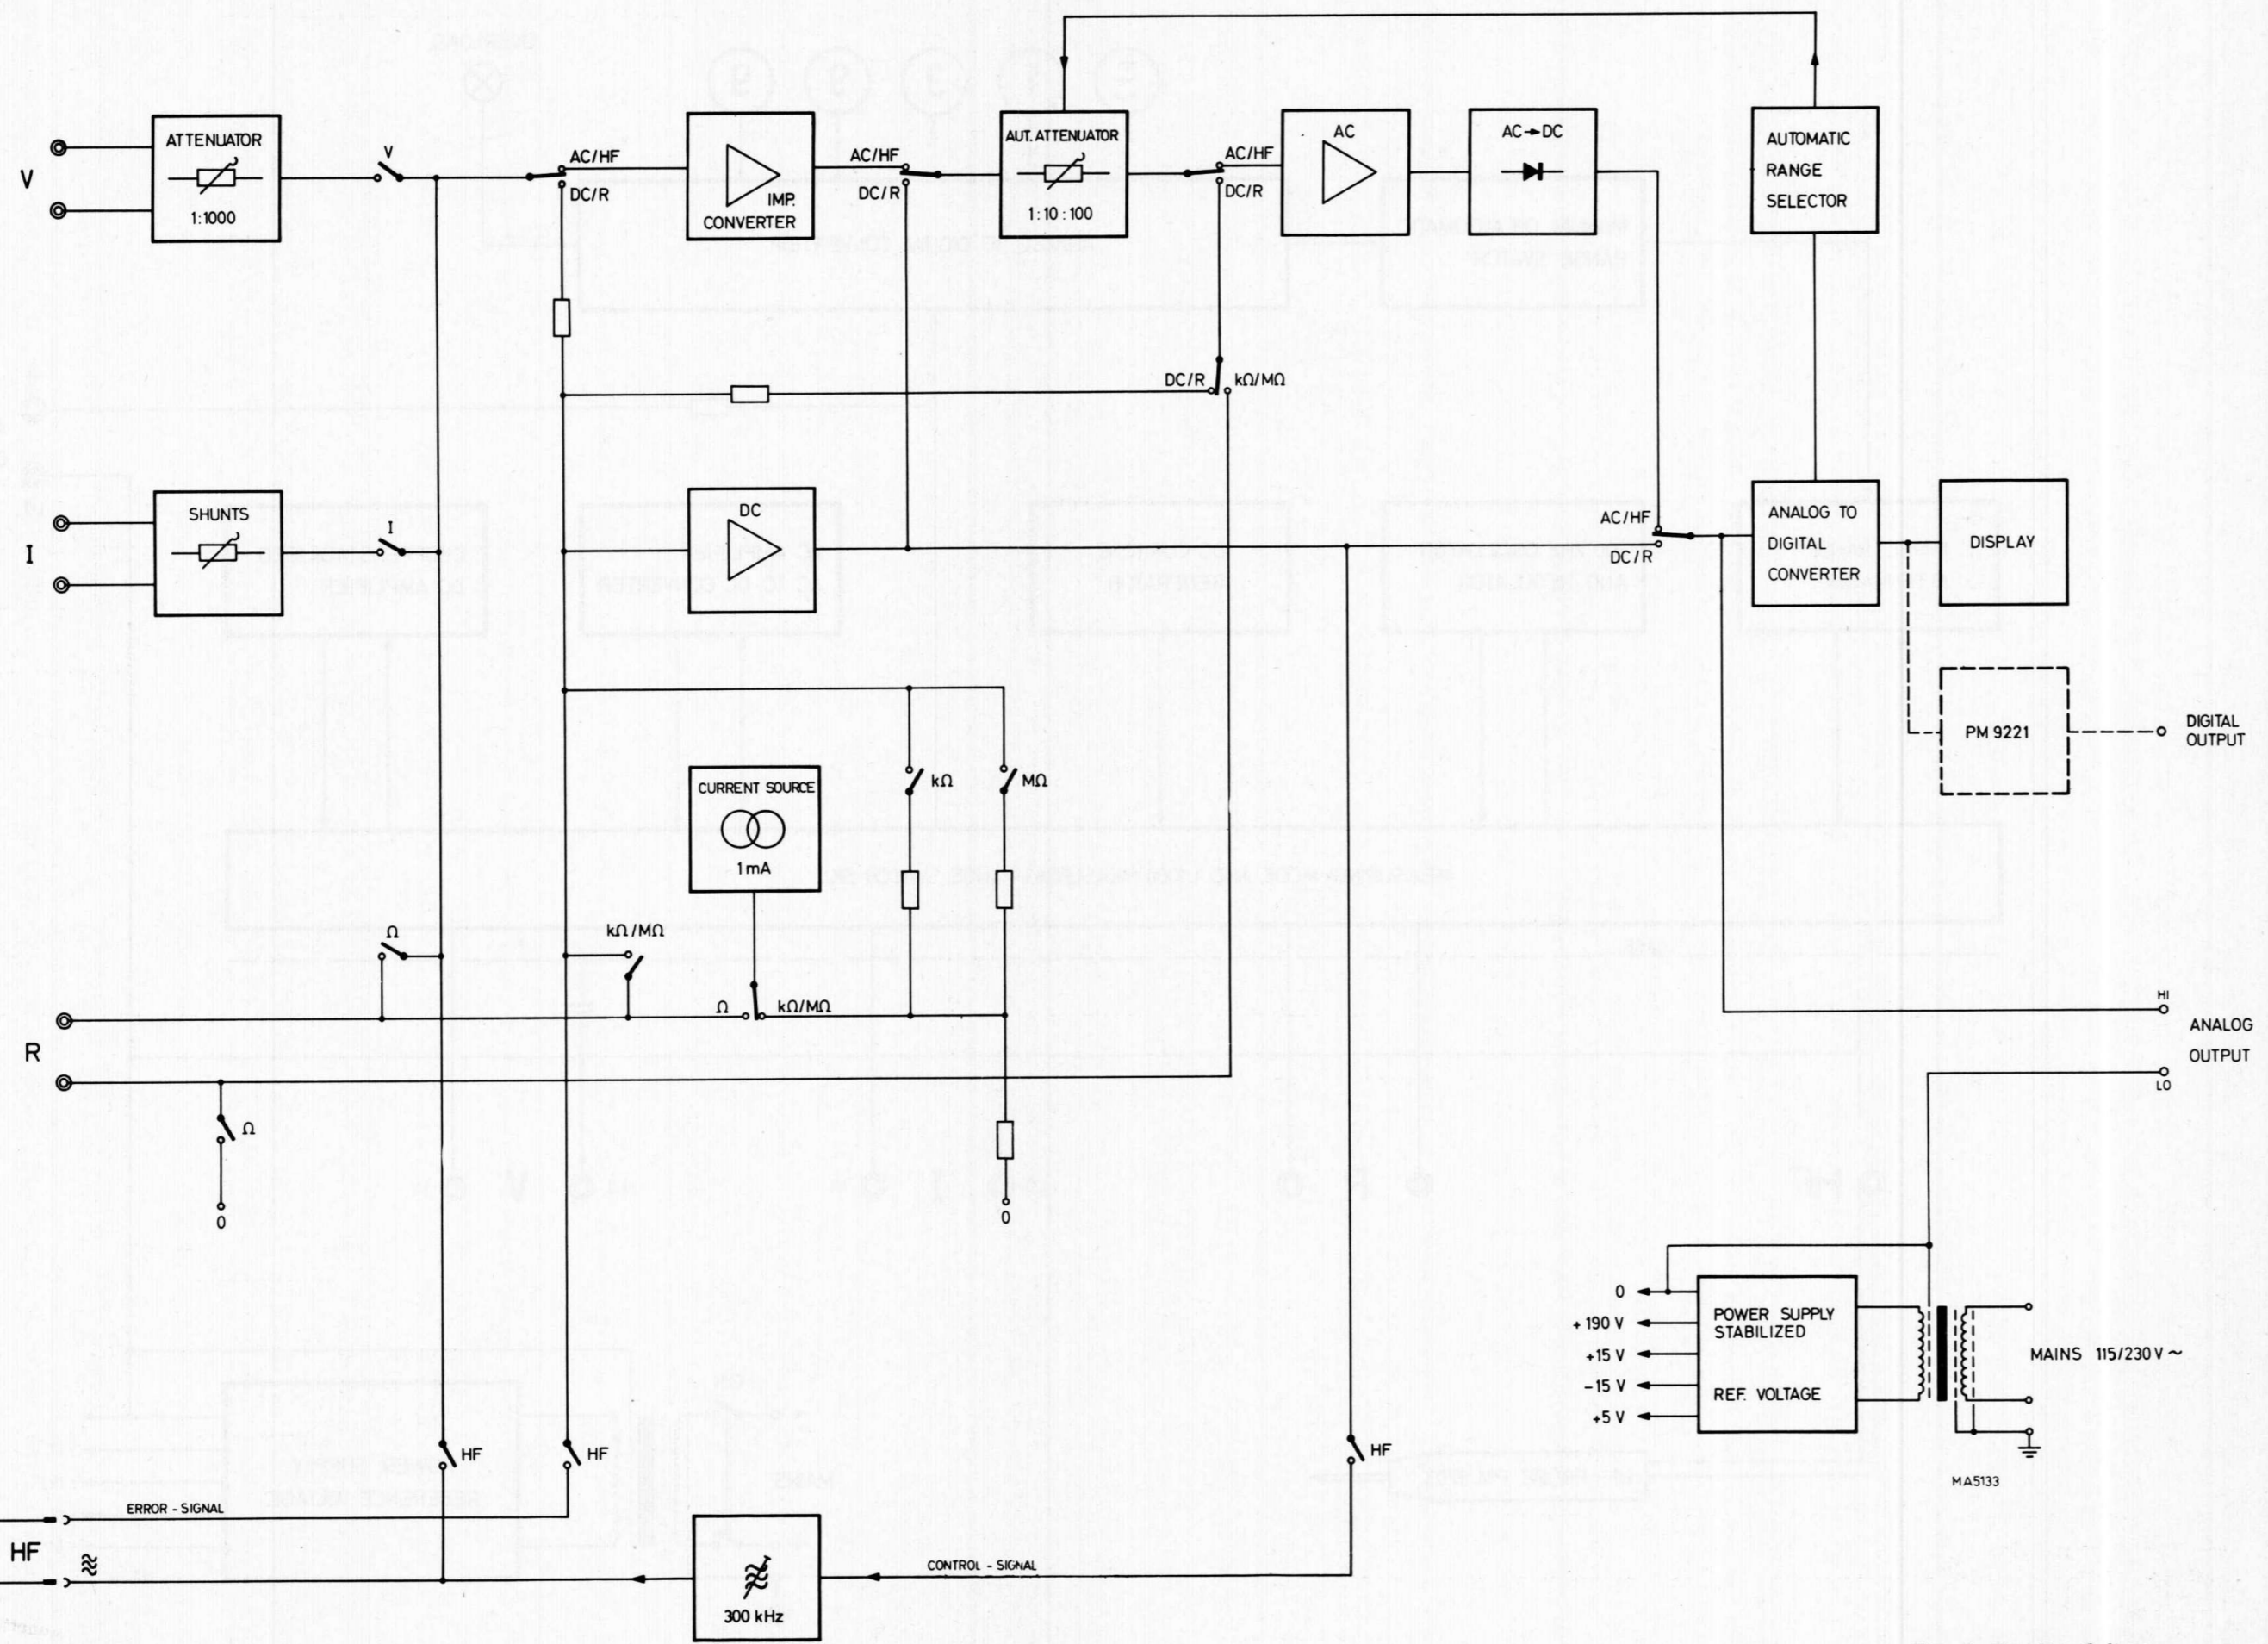 V
ATTENUATOR
1:1000
V
AC/HF
DC/R
IMP.
CONVERTER
AC/HF
DC/R
AUT. ATTENUATOR
1:10:100
AC/HF
DC/R
AC
AC→DC
AUTOMATIC
RANGE
SELECTOR
DC/R
kΩ/MΩ
I
SHUNTS
I
DC
AC/HF
DC/R
ANALOG TO
DIGITAL
CONVERTER
DISPLAY
PM 9221
DIGITAL
OUTPUT
CURRENT SOURCE
1mA
kΩ
MΩ
Ω
kΩ/MΩ
Ω
kΩ/MΩ
R
HI
ANALOG
OUTPUT
LO
Ω
0
0
0
+190 V
+15 V
-15 V
+5 V
POWER SUPPLY
STABILIZED
REF. VOLTAGE
MAINS 115/230V~
MA5133
HF
HF
HF
ERROR - SIGNAL
HF
CONTROL - SIGNAL
300 kHz